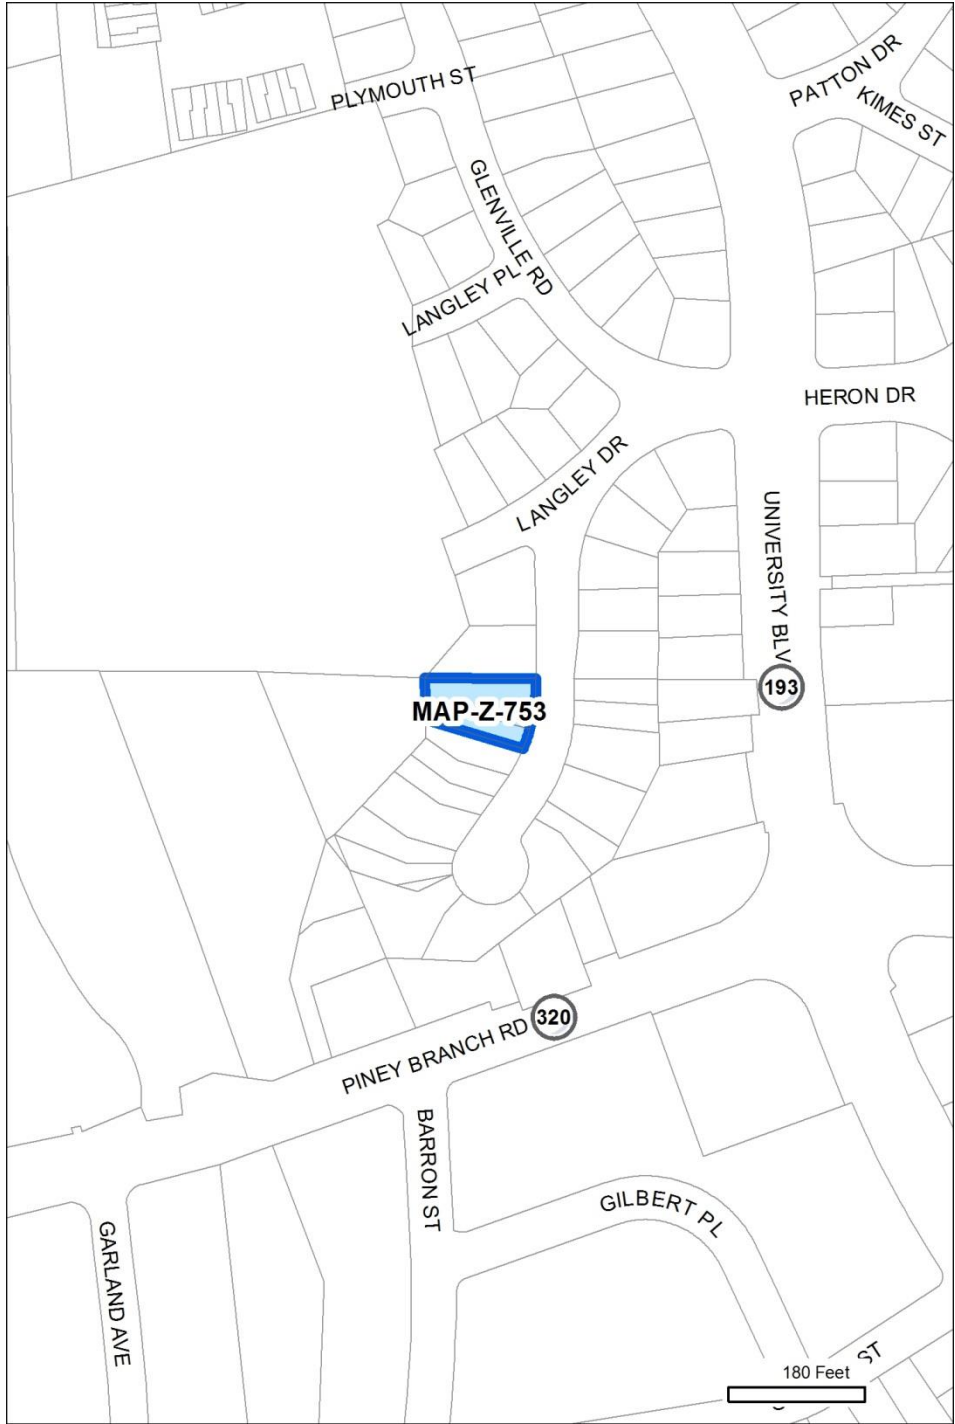 PATTON DR
PLYMOUTH ST
KIMES ST
GLENVILLE RD
LANGLEY PL
HERON DR
LANGLEY DR
UNIVERSITY BLV
193
MAP-Z-753
320
PINEY BRANCH RD
BARRON ST
GILBERT PL
GARLAND AVE
ST
180 Feet